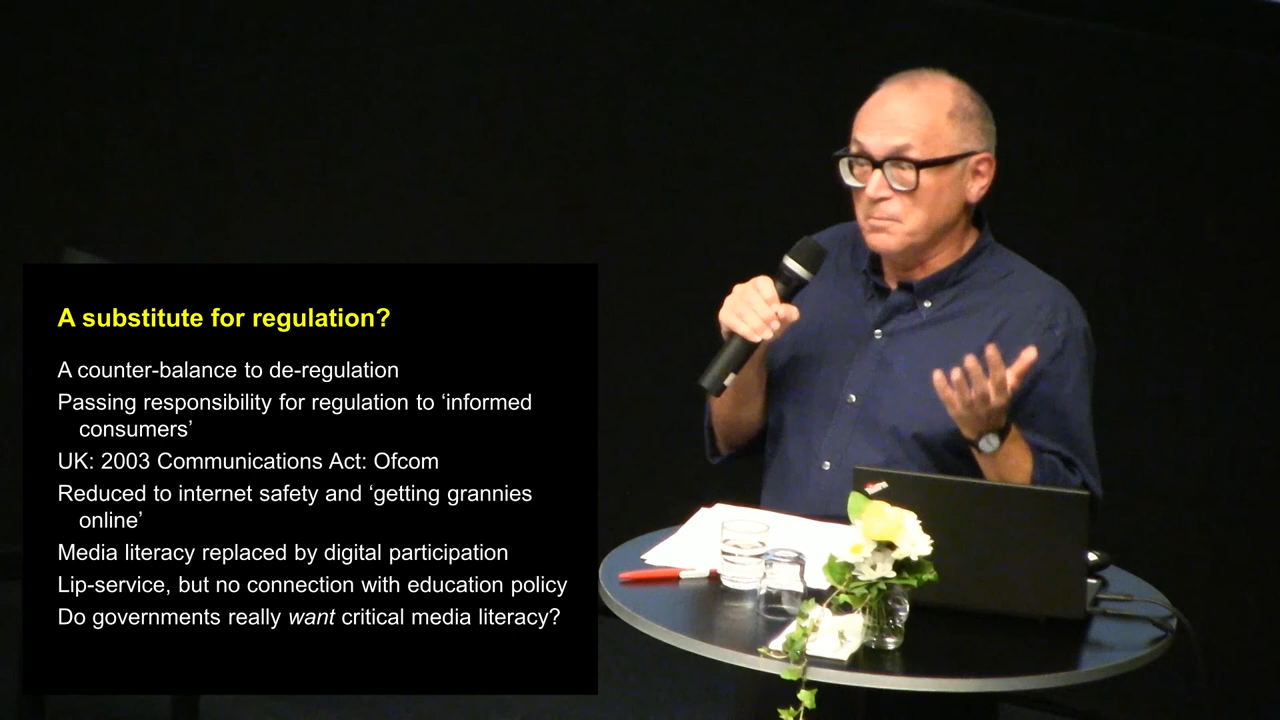 A substitute for regulation?
A counter-balance to de-regulation
Passing responsibility for regulation to ‘informed
consumers’
UK: 2003 Communications Act: Ofcom
Reduced to internet safety and ‘getting grannies
online’
Media literacy replaced by digital participation
Lip-service, but no connection with education policy
Do governments really want critical media literacy?